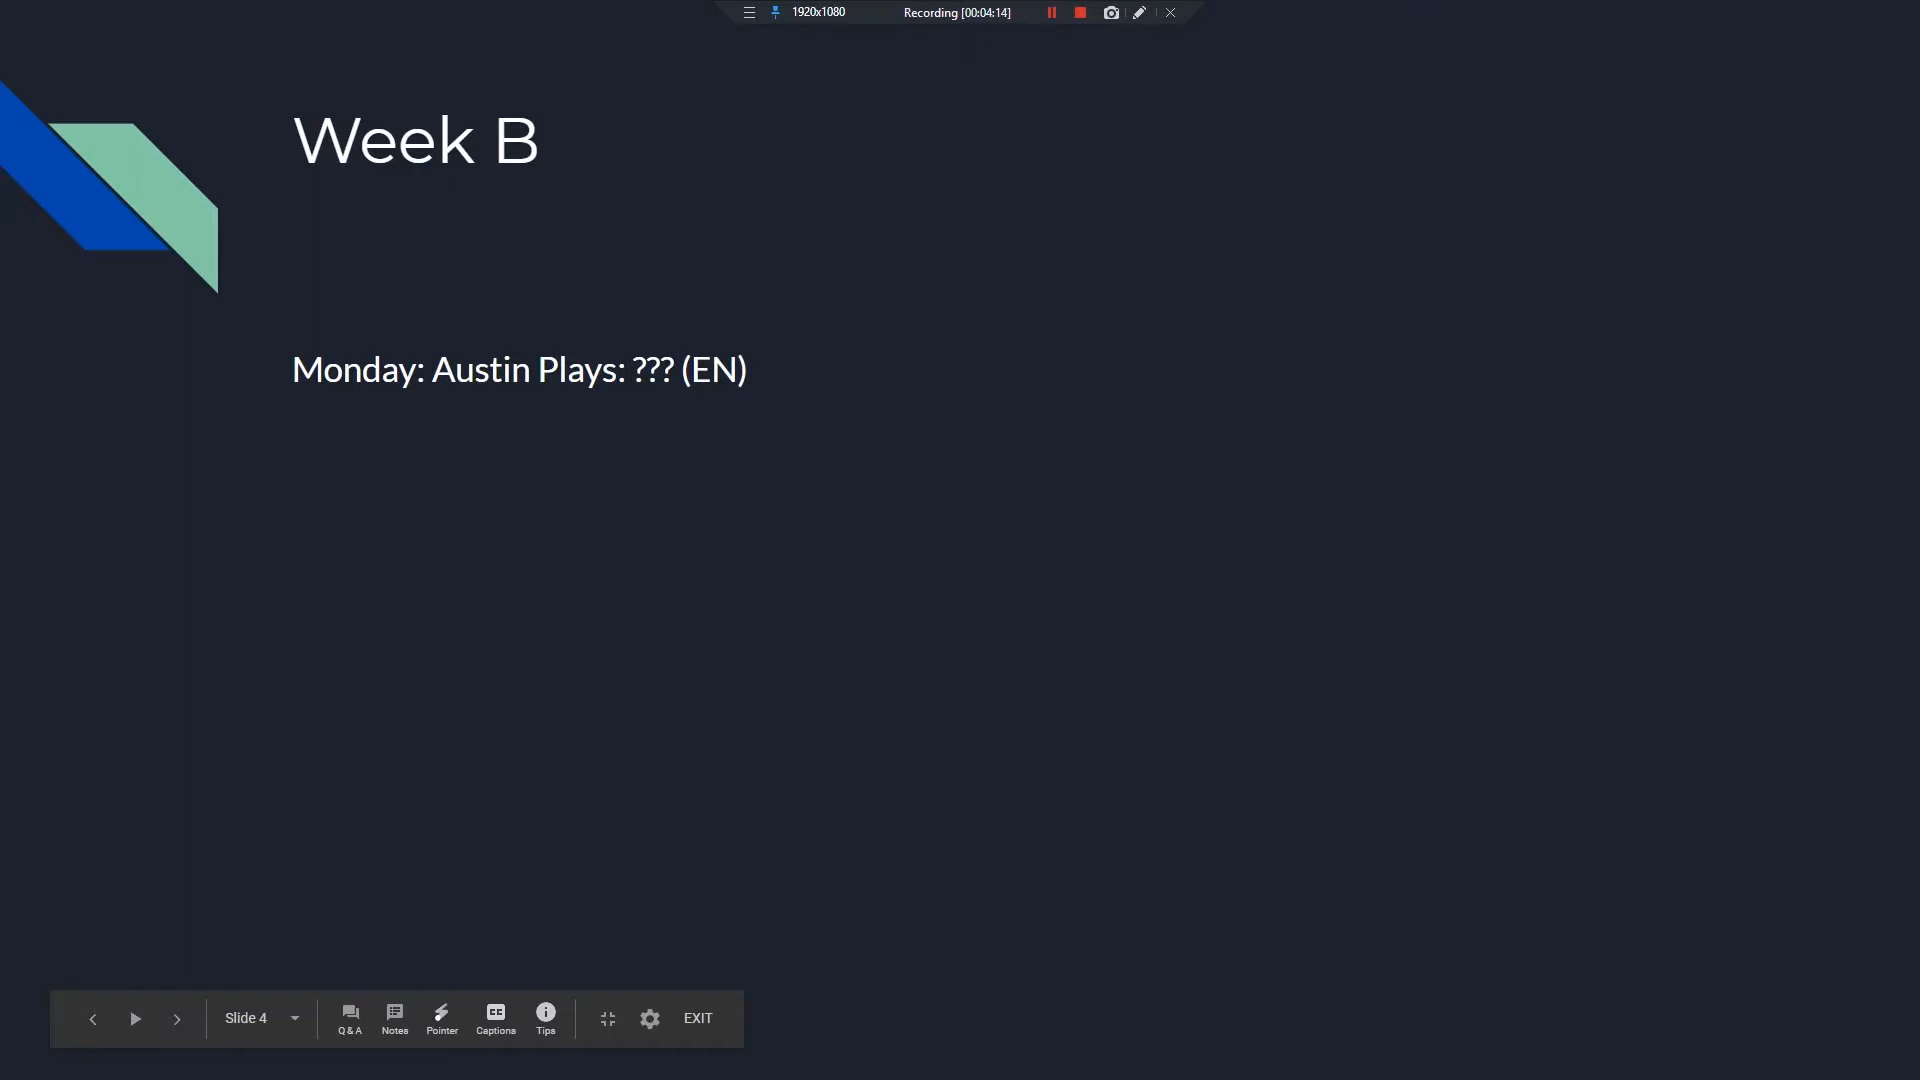 1920x1080 Recording [00:04:14]
Week B
Monday: Austin Plays: ??? (EN)
Slide 4 Q & A Notes Pointer Captions Tips EXIT